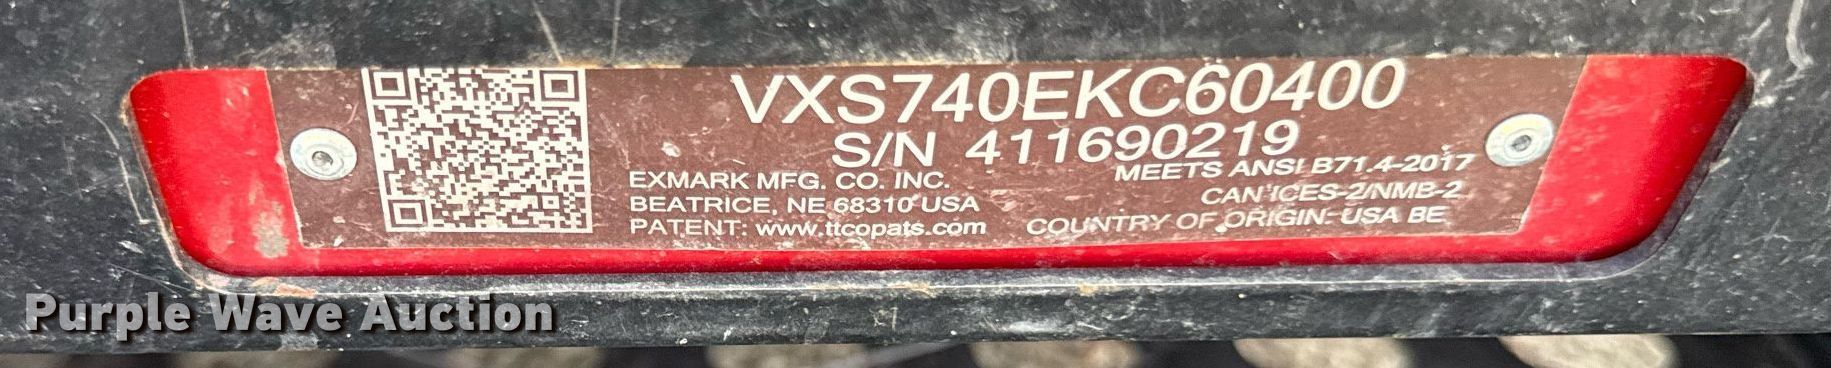 VXS740EKC60400
S/N 411690219
MEETS ANSI B71.4-2017
EXMARK MFG. CO. INC.
CAN ICES-2/NMB-2
BEATRICE, NE 68310 USA
COUNTRY OF ORIGIN: USA BE
PATENT: www.ttcopats.com
Purple Wave Auction